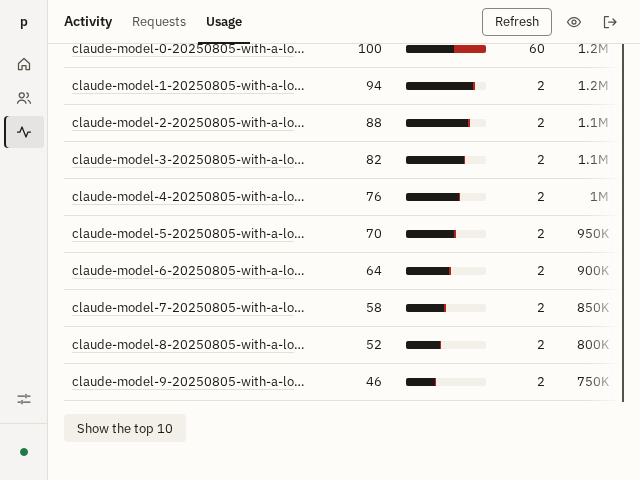 p
Activity Requests Usage Refresh
claude-model-0-20250805-with-a-lo... 100 60 1.2M
claude-model-1-20250805-with-a-lo... 94 2 1.2M
claude-model-2-20250805-with-a-lo... 88 2 1.1M
claude-model-3-20250805-with-a-lo... 82 2 1.1M
claude-model-4-20250805-with-a-lo... 76 2 1M
claude-model-5-20250805-with-a-lo... 70 2 950K
claude-model-6-20250805-with-a-lo... 64 2 900K
claude-model-7-20250805-with-a-lo... 58 2 850K
claude-model-8-20250805-with-a-lo... 52 2 800K
claude-model-9-20250805-with-a-lo... 46 2 750K
Show the top 10